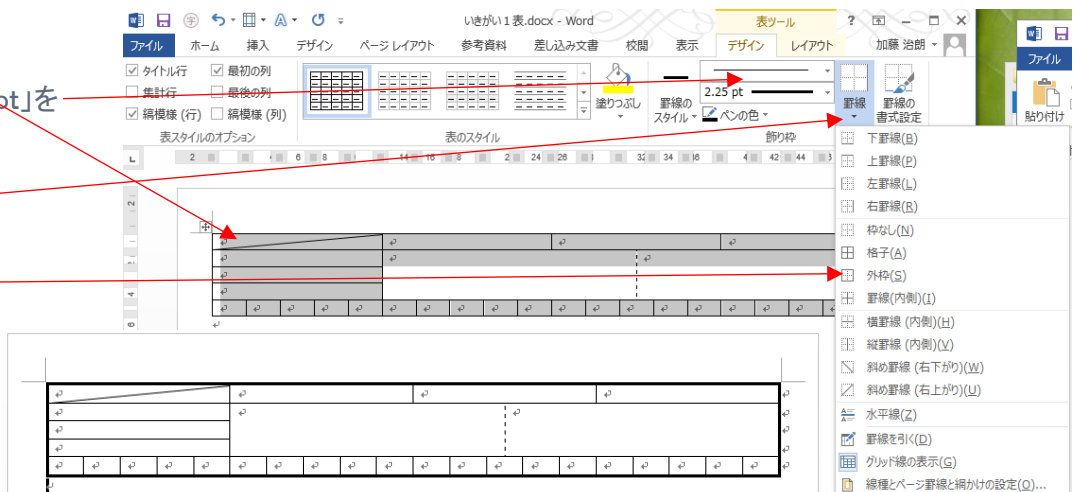 いきがい１表.docx - Word
表ツール
ファイル ホーム 挿入 デザイン ページ レイアウト 参考資料 差し込み文書 校閲 表示 デザイン レイアウト 加藤 治朗
ファイル
タイトル行 最初の列
集計行 最後の列
縞模様 (行) 縞模様 (列)
表スタイルのオプション
表のスタイル
塗りつぶし
罫線の
スタイル
2.25 pt
ペンの色
罫線
罫線の
書式設定
飾り枠
貼り付け
pt」を
下罫線(B)
上罫線(P)
左罫線(L)
右罫線(R)
枠なし(N)
格子(A)
外枠(S)
罫線(内側)(I)
横罫線 (内側)(H)
縦罫線 (内側)(V)
斜め罫線 (右下がり)(W)
斜め罫線 (右上がり)(U)
水平線(Z)
罫線を引く(D)
グリッド線の表示(G)
線種とページ罫線と網かけの設定(O)...